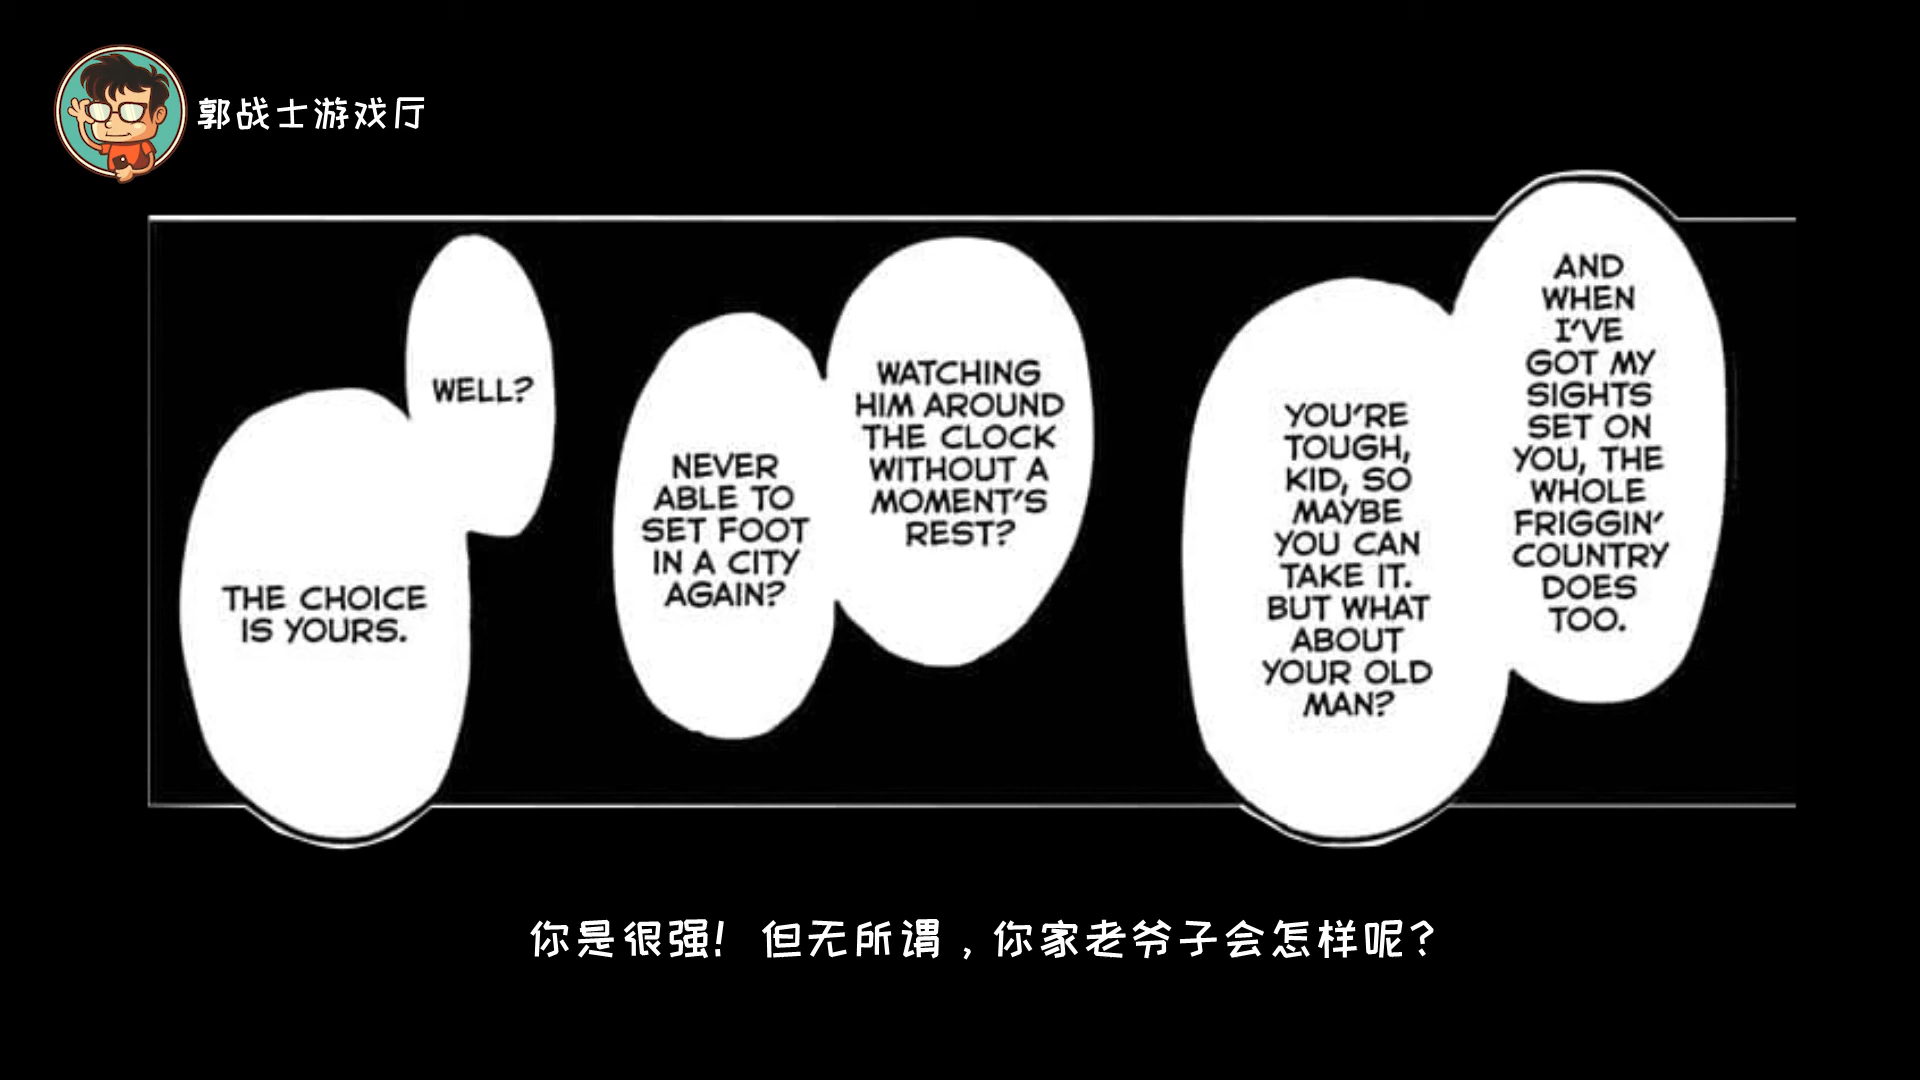 郭战士游戏厅
AND
WHEN
I'VE
GOT MY
SIGHTS
SET ON
YOU, THE
WHOLE
FRIGGIN'
COUNTRY
DOES
TOO.
YOU'RE
TOUGH,
KID, SO
MAYBE
YOU CAN
TAKE IT.
BUT WHAT
ABOUT
YOUR OLD
MAN?
WATCHING
HIM AROUND
THE CLOCK
WITHOUT A
MOMENT'S
REST?
NEVER
ABLE TO
SET FOOT
IN A CITY
AGAIN?
WELL?
THE CHOICE
IS YOURS.
你是很强！但无所谓，你家老爷子会怎样呢？